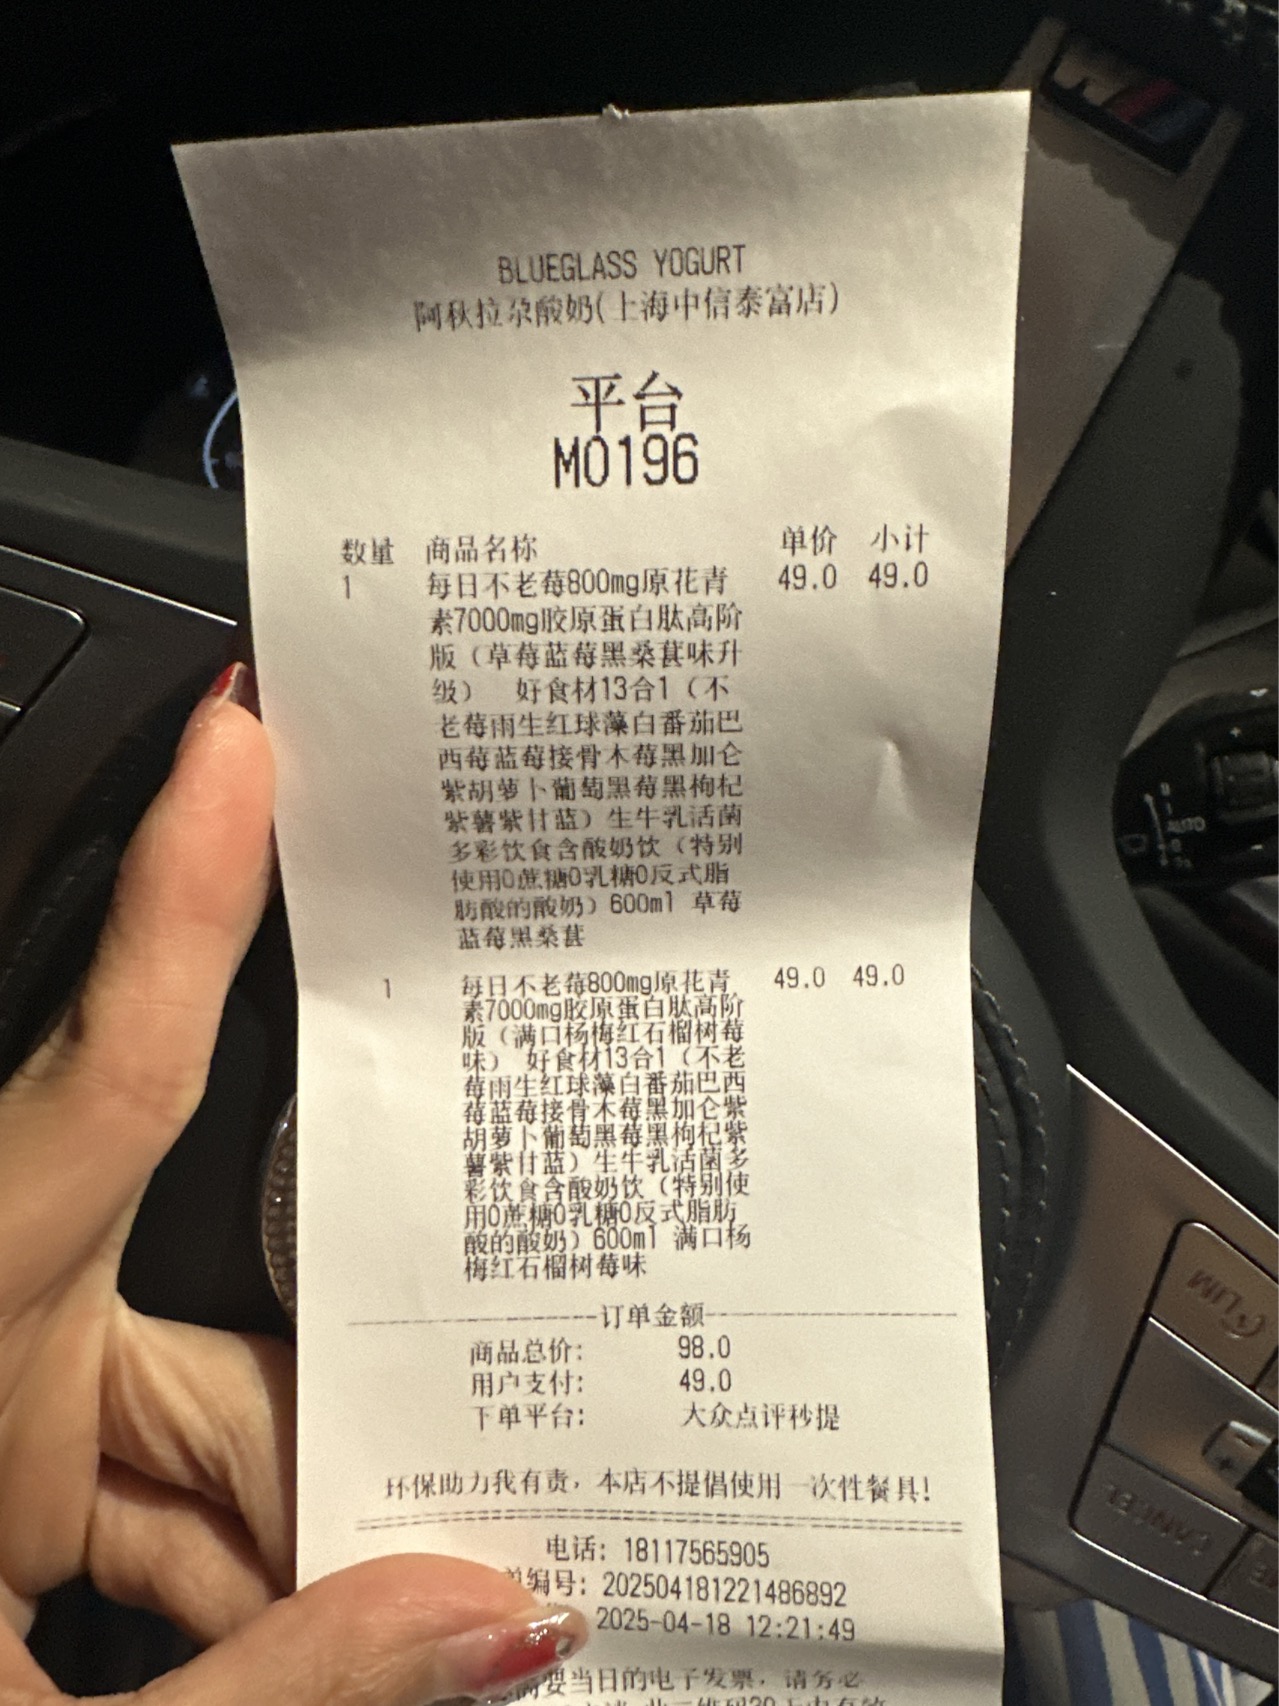 BLUEGLASS YOGURT
阿秋拉尕酸奶(上海中信泰富店)
平台
M0196
数量 商品名称 单价 小计
1 每日不老莓800mg原花青 49.0 49.0
素7000mg胶原蛋白肽高阶
版（草莓蓝莓黑桑葚味升
级） 好食材13合1（不
老莓雨生红球藻白番茄巴
西莓蓝莓接骨木莓黑加仑
紫胡萝卜葡萄黑莓黑枸杞
紫薯紫甘蓝）生牛乳活菌
多彩饮食含酸奶饮（特别
使用0蔗糖0乳糖0反式脂
肪酸的酸奶）600ml 草莓
蓝莓黑桑葚
1 每日不老莓800mg原花青 49.0 49.0
素7000mg胶原蛋白肽高阶
版（满口杨梅红石榴树莓
味） 好食材13合1（不老
莓雨生红球藻白番茄巴西
莓蓝莓接骨木莓黑加仑紫
胡萝卜葡萄黑莓黑枸杞紫
薯紫甘蓝）生牛乳活菌多
彩饮食含酸奶饮（特别使
用0蔗糖0乳糖0反式脂肪
酸的酸奶）600ml 满口杨
梅红石榴树莓味
订单金额
商品总价: 98.0
用户支付: 49.0
下单平台: 大众点评秒提
环保助力我有责，本店不提倡使用一次性餐具!
电话: 18117565905
单编号: 202504181221486892
2025-04-18 12:21:49
需要当日的电子发票，请务必
AUTO
LIM
CANCEL